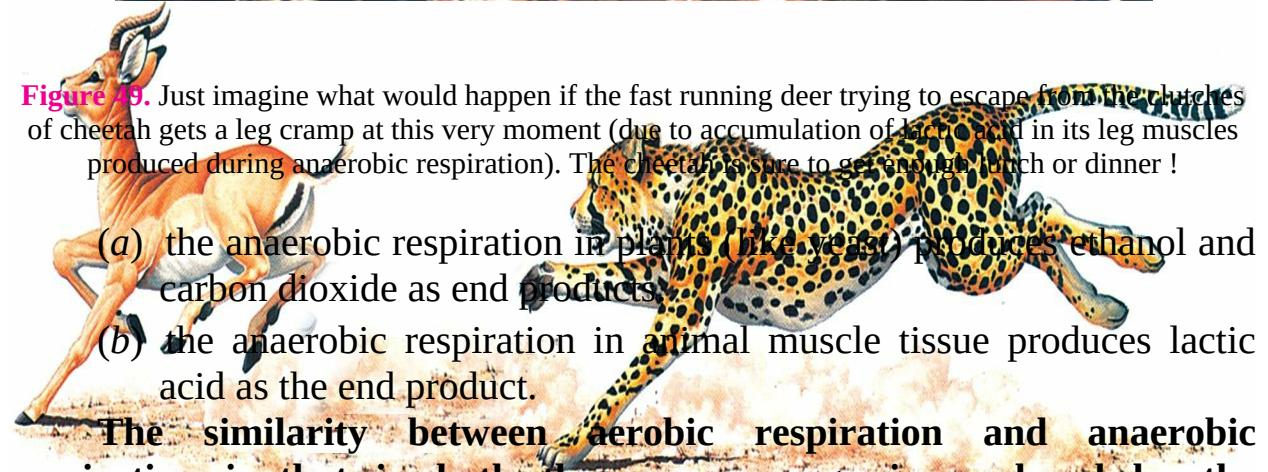 Figure 49. Just imagine what would happen if the fast running deer trying to escape from the clutches
of cheetah gets a leg cramp at this very moment (due to accumulation of lactic acid in its leg muscles
produced during anaerobic respiration). The cheetah is sure to get enough lunch or dinner !
(a) the anaerobic respiration in plants (like yeast) produces ethanol and
carbon dioxide as end products.
(b) the anaerobic respiration in animal muscle tissue produces lactic
acid as the end product.
The similarity between aerobic respiration and anaerobic